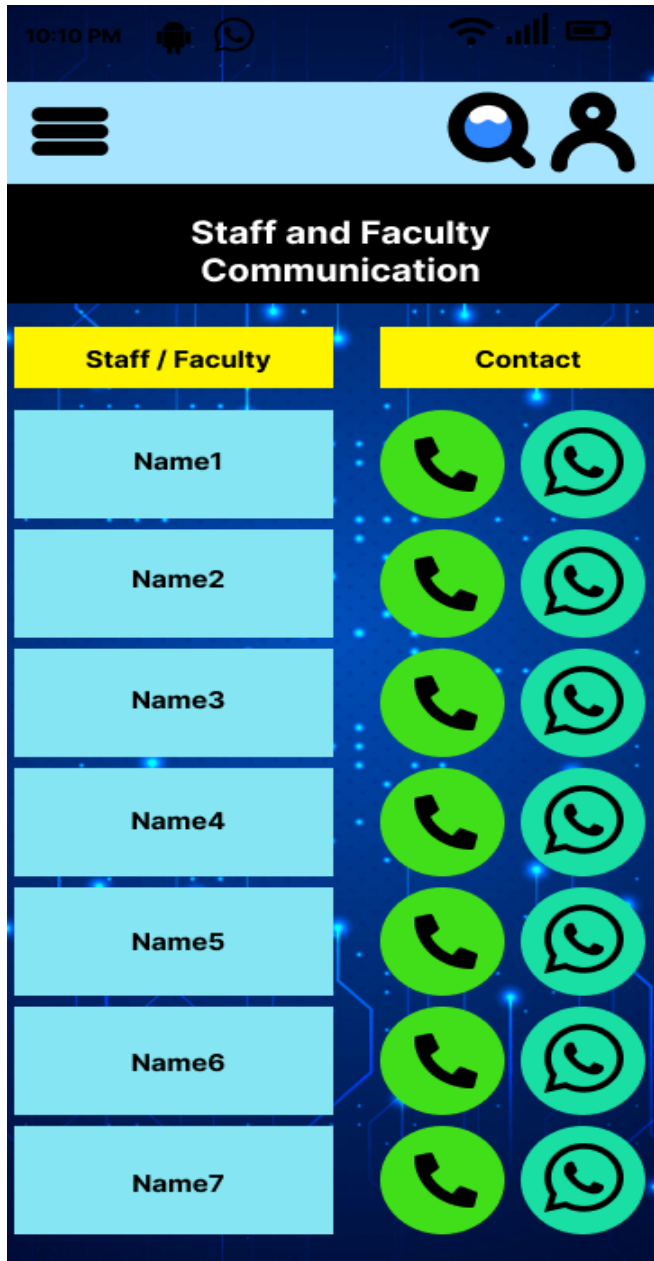 10:10 PM
Staff and Faculty
Communication
Staff / Faculty
Contact
Name1
Name2
Name3
Name4
Name5
Name6
Name7